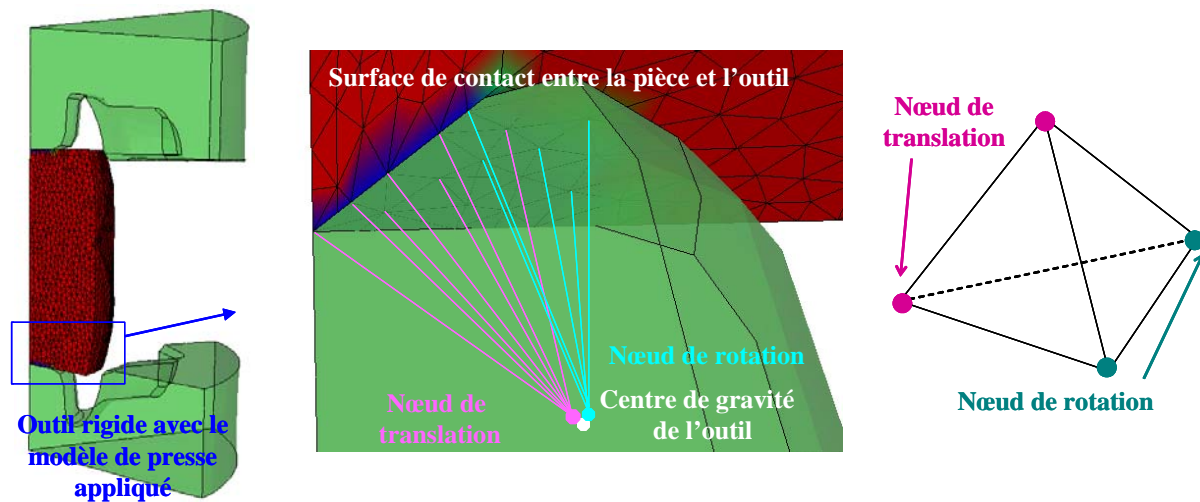 Outil rigide avec le
modèle de presse
appliqué
Surface de contact entre la pièce et l'outil
Nœud de rotation
Nœud de
translation
Centre de gravité
de l'outil
Nœud de
translation
Nœud de rotation